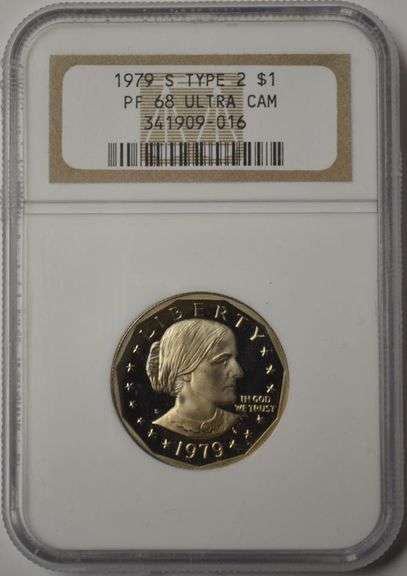 1979 S TYPE 2 $1
PF 68 ULTRA CAM
341909-016
LIBERTY
IN GOD
WE TRUST
S
1979